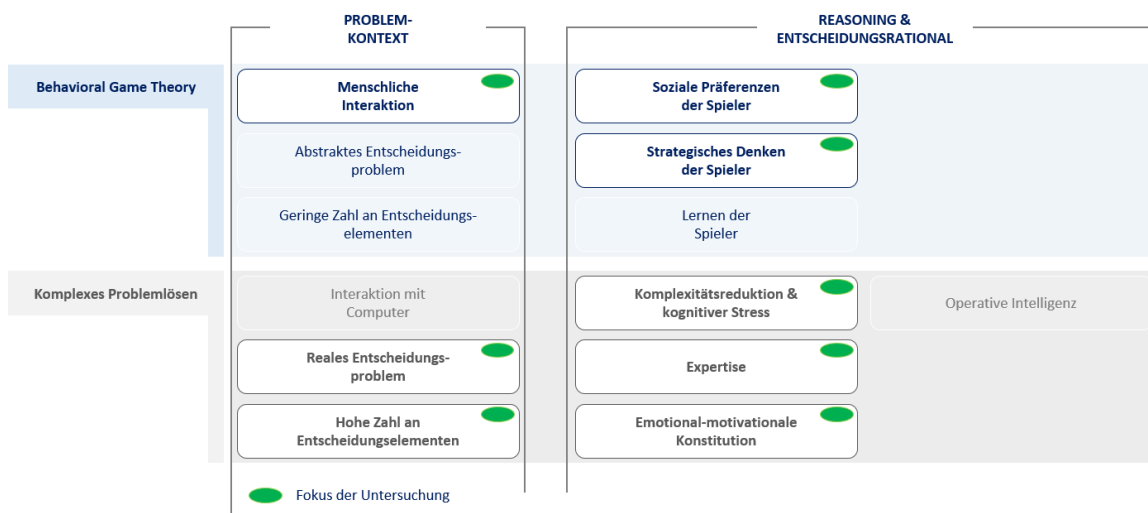 PROBLEM-
KONTEXT
REASONING &
ENTSCHEIDUNGSRATIONAL
Behavioral Game Theory
Menschliche
Interaktion
Soziale Präferenzen
der Spieler
Abstraktes Entscheidungs-
problem
Strategisches Denken
der Spieler
Geringe Zahl an Entscheidungs-
elementen
Lernen der
Spieler
Komplexes Problemlösen
Interaktion mit
Computer
Komplexitätsreduktion &
kognitiver Stress
Operative Intelligenz
Reales Entscheidungs-
problem
Expertise
Hohe Zahl an
Entscheidungselementen
Emotional-motivationale
Konstitution
Fokus der Untersuchung